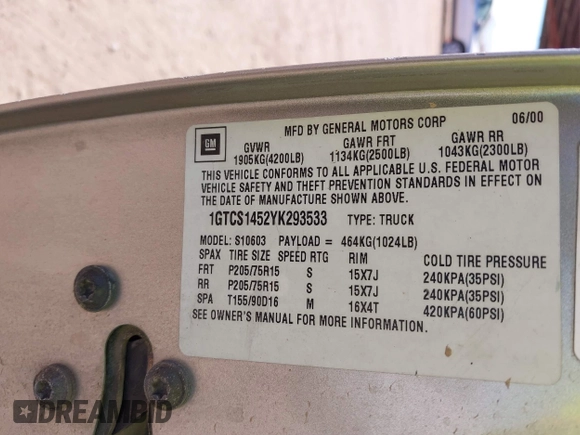 MFD BY GENERAL MOTORS CORP 06/00
GM
GVWR GAWR FRT GAWR RR
1905KG(4200LB) 1134KG(2500LB) 1043KG(2300LB)
THIS VEHICLE CONFORMS TO ALL APPLICABLE U.S. FEDERAL MOTOR
VEHICLE SAFETY AND THEFT PREVENTION STANDARDS IN EFFECT ON
THE DATE OF MANUFACTURE SHOWN ABOVE.
1GTCS1452YK293533 TYPE: TRUCK
MODEL: S10603 PAYLOAD = 464KG(1024LB)
SPAX TIRE SIZE SPEED RTG RIM COLD TIRE PRESSURE
FRT P205/75R15 S 15X7J 240KPA(35PSI)
RR P205/75R15 S 15X7J 240KPA(35PSI)
SPA T155/90D16 M 16X4T 420KPA(60PSI)
SEE OWNER'S MANUAL FOR MORE INFORMATION.
DREAMBID